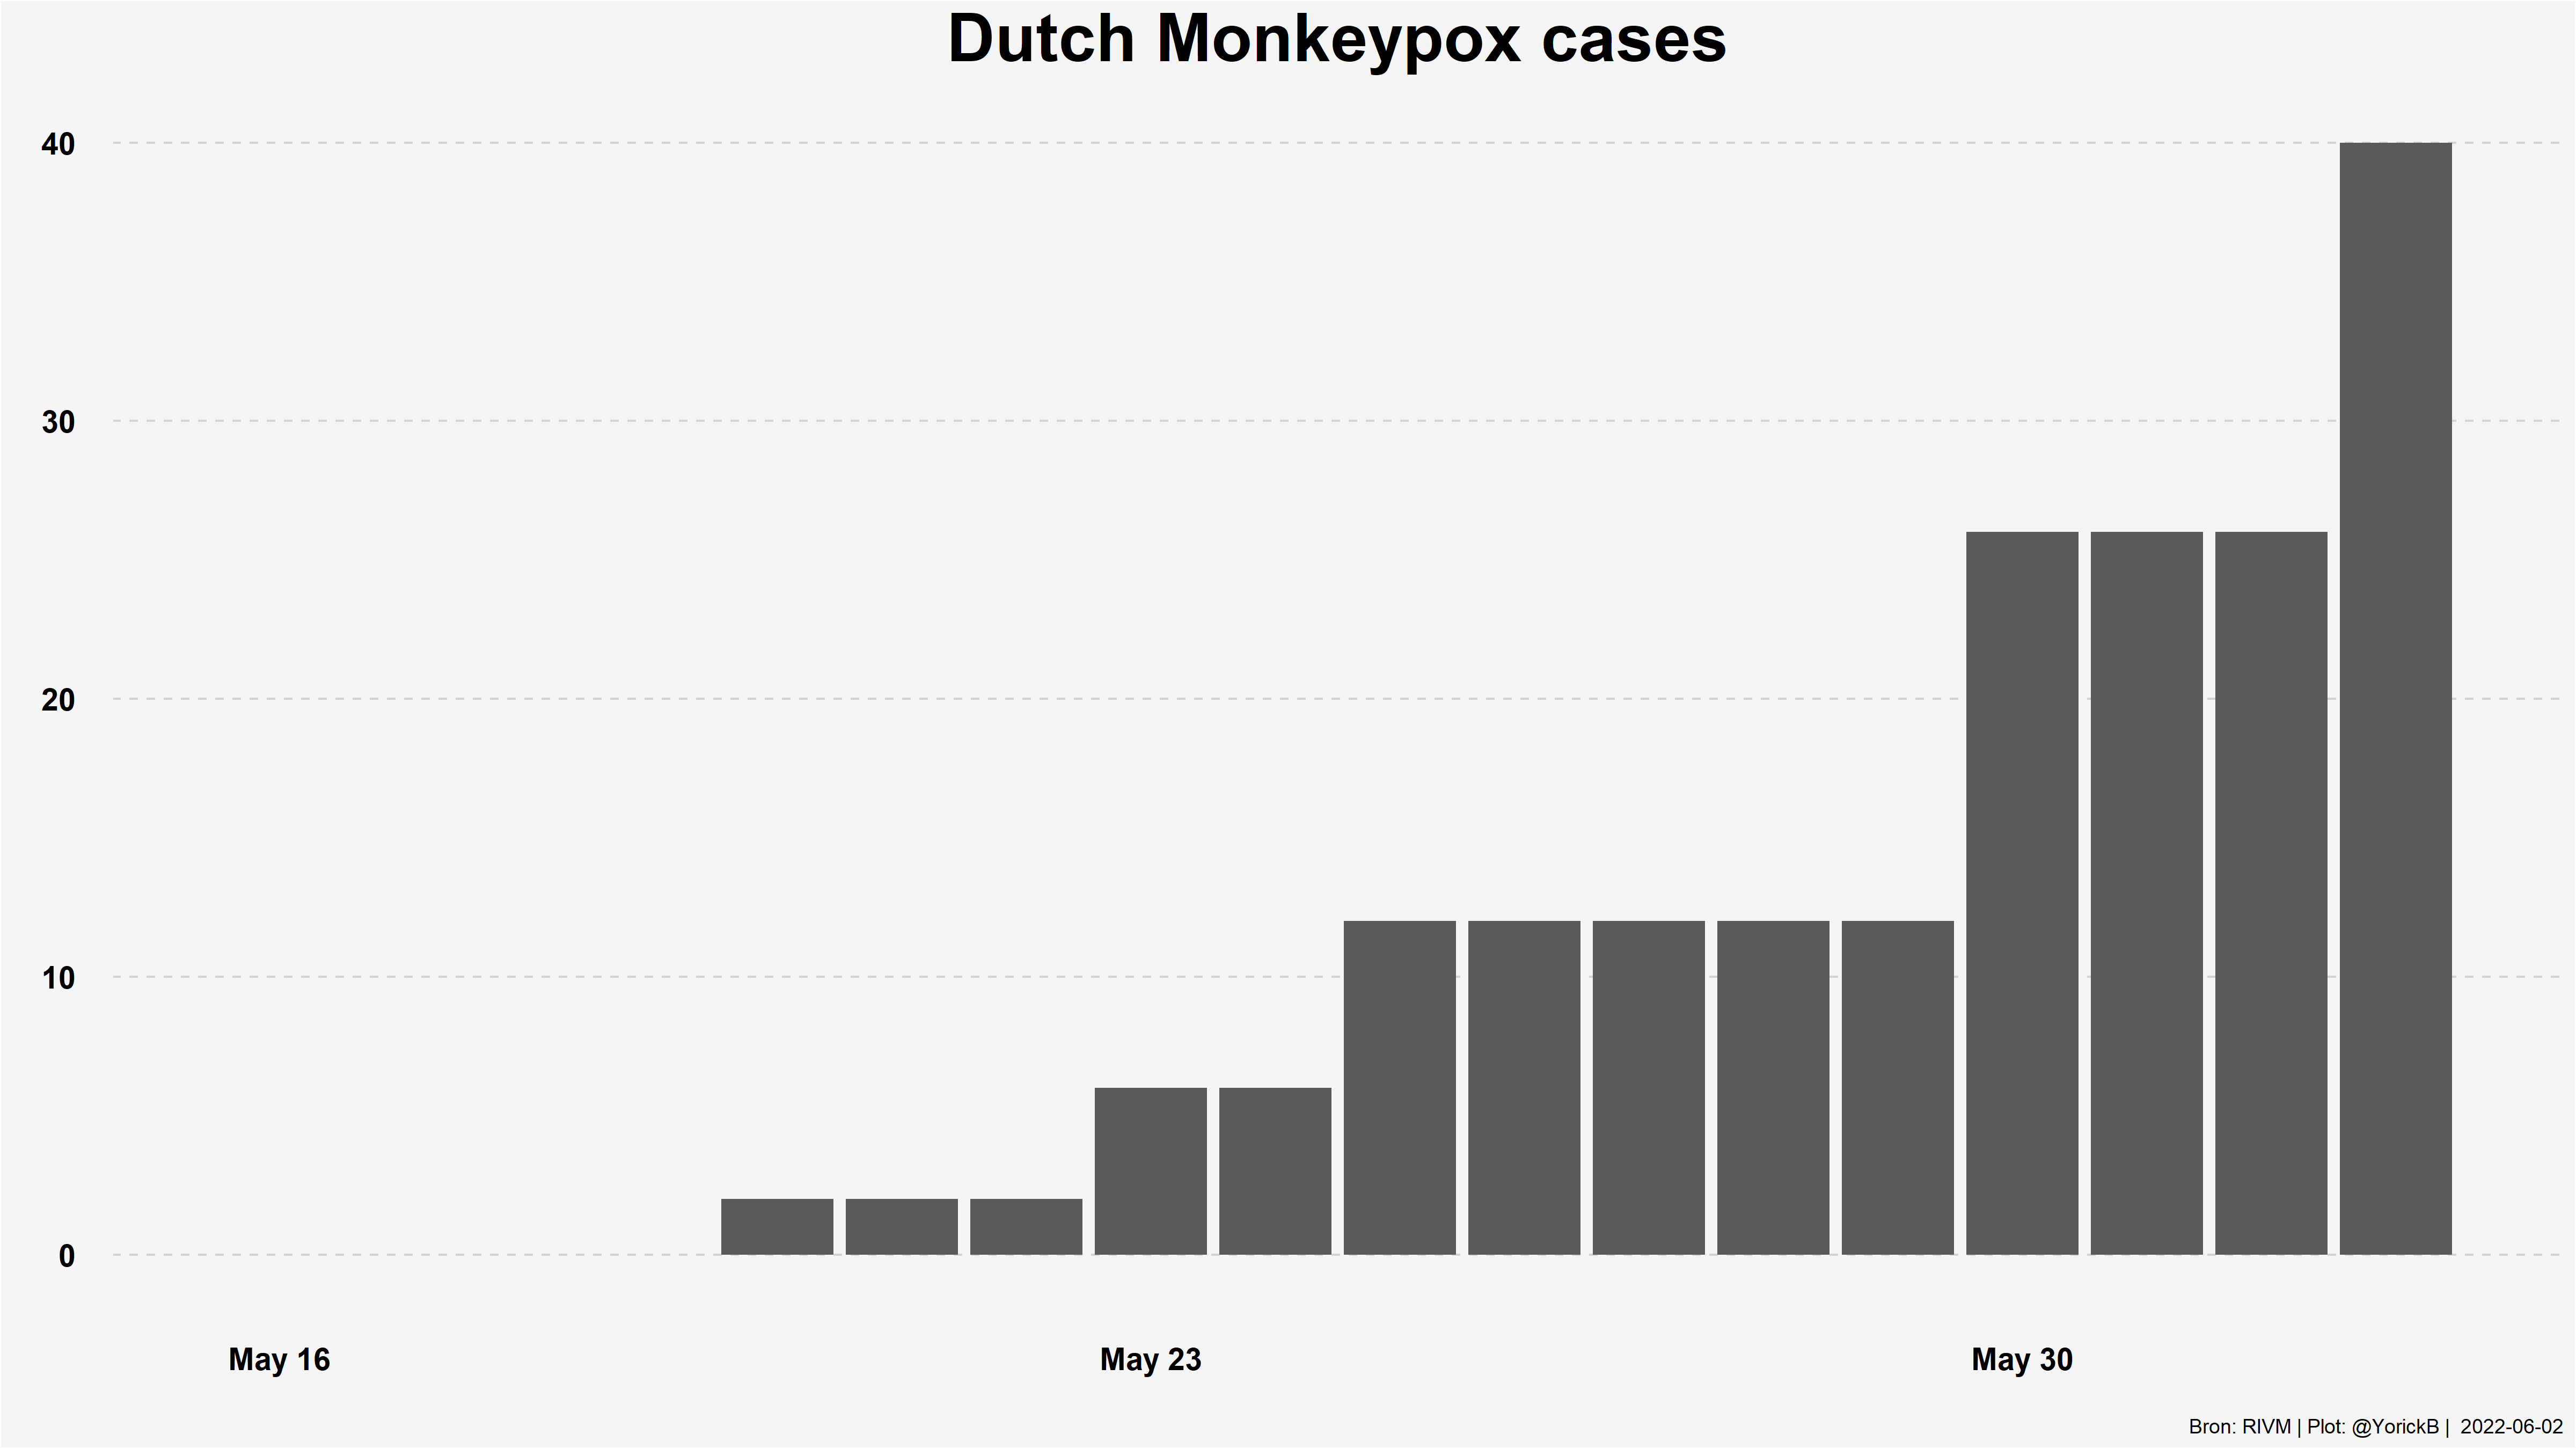 Dutch Monkeypox cases
40
30
20
10
0
May 16 May 23 May 30
Bron: RIVM | Plot: @YorickB | 2022-06-02